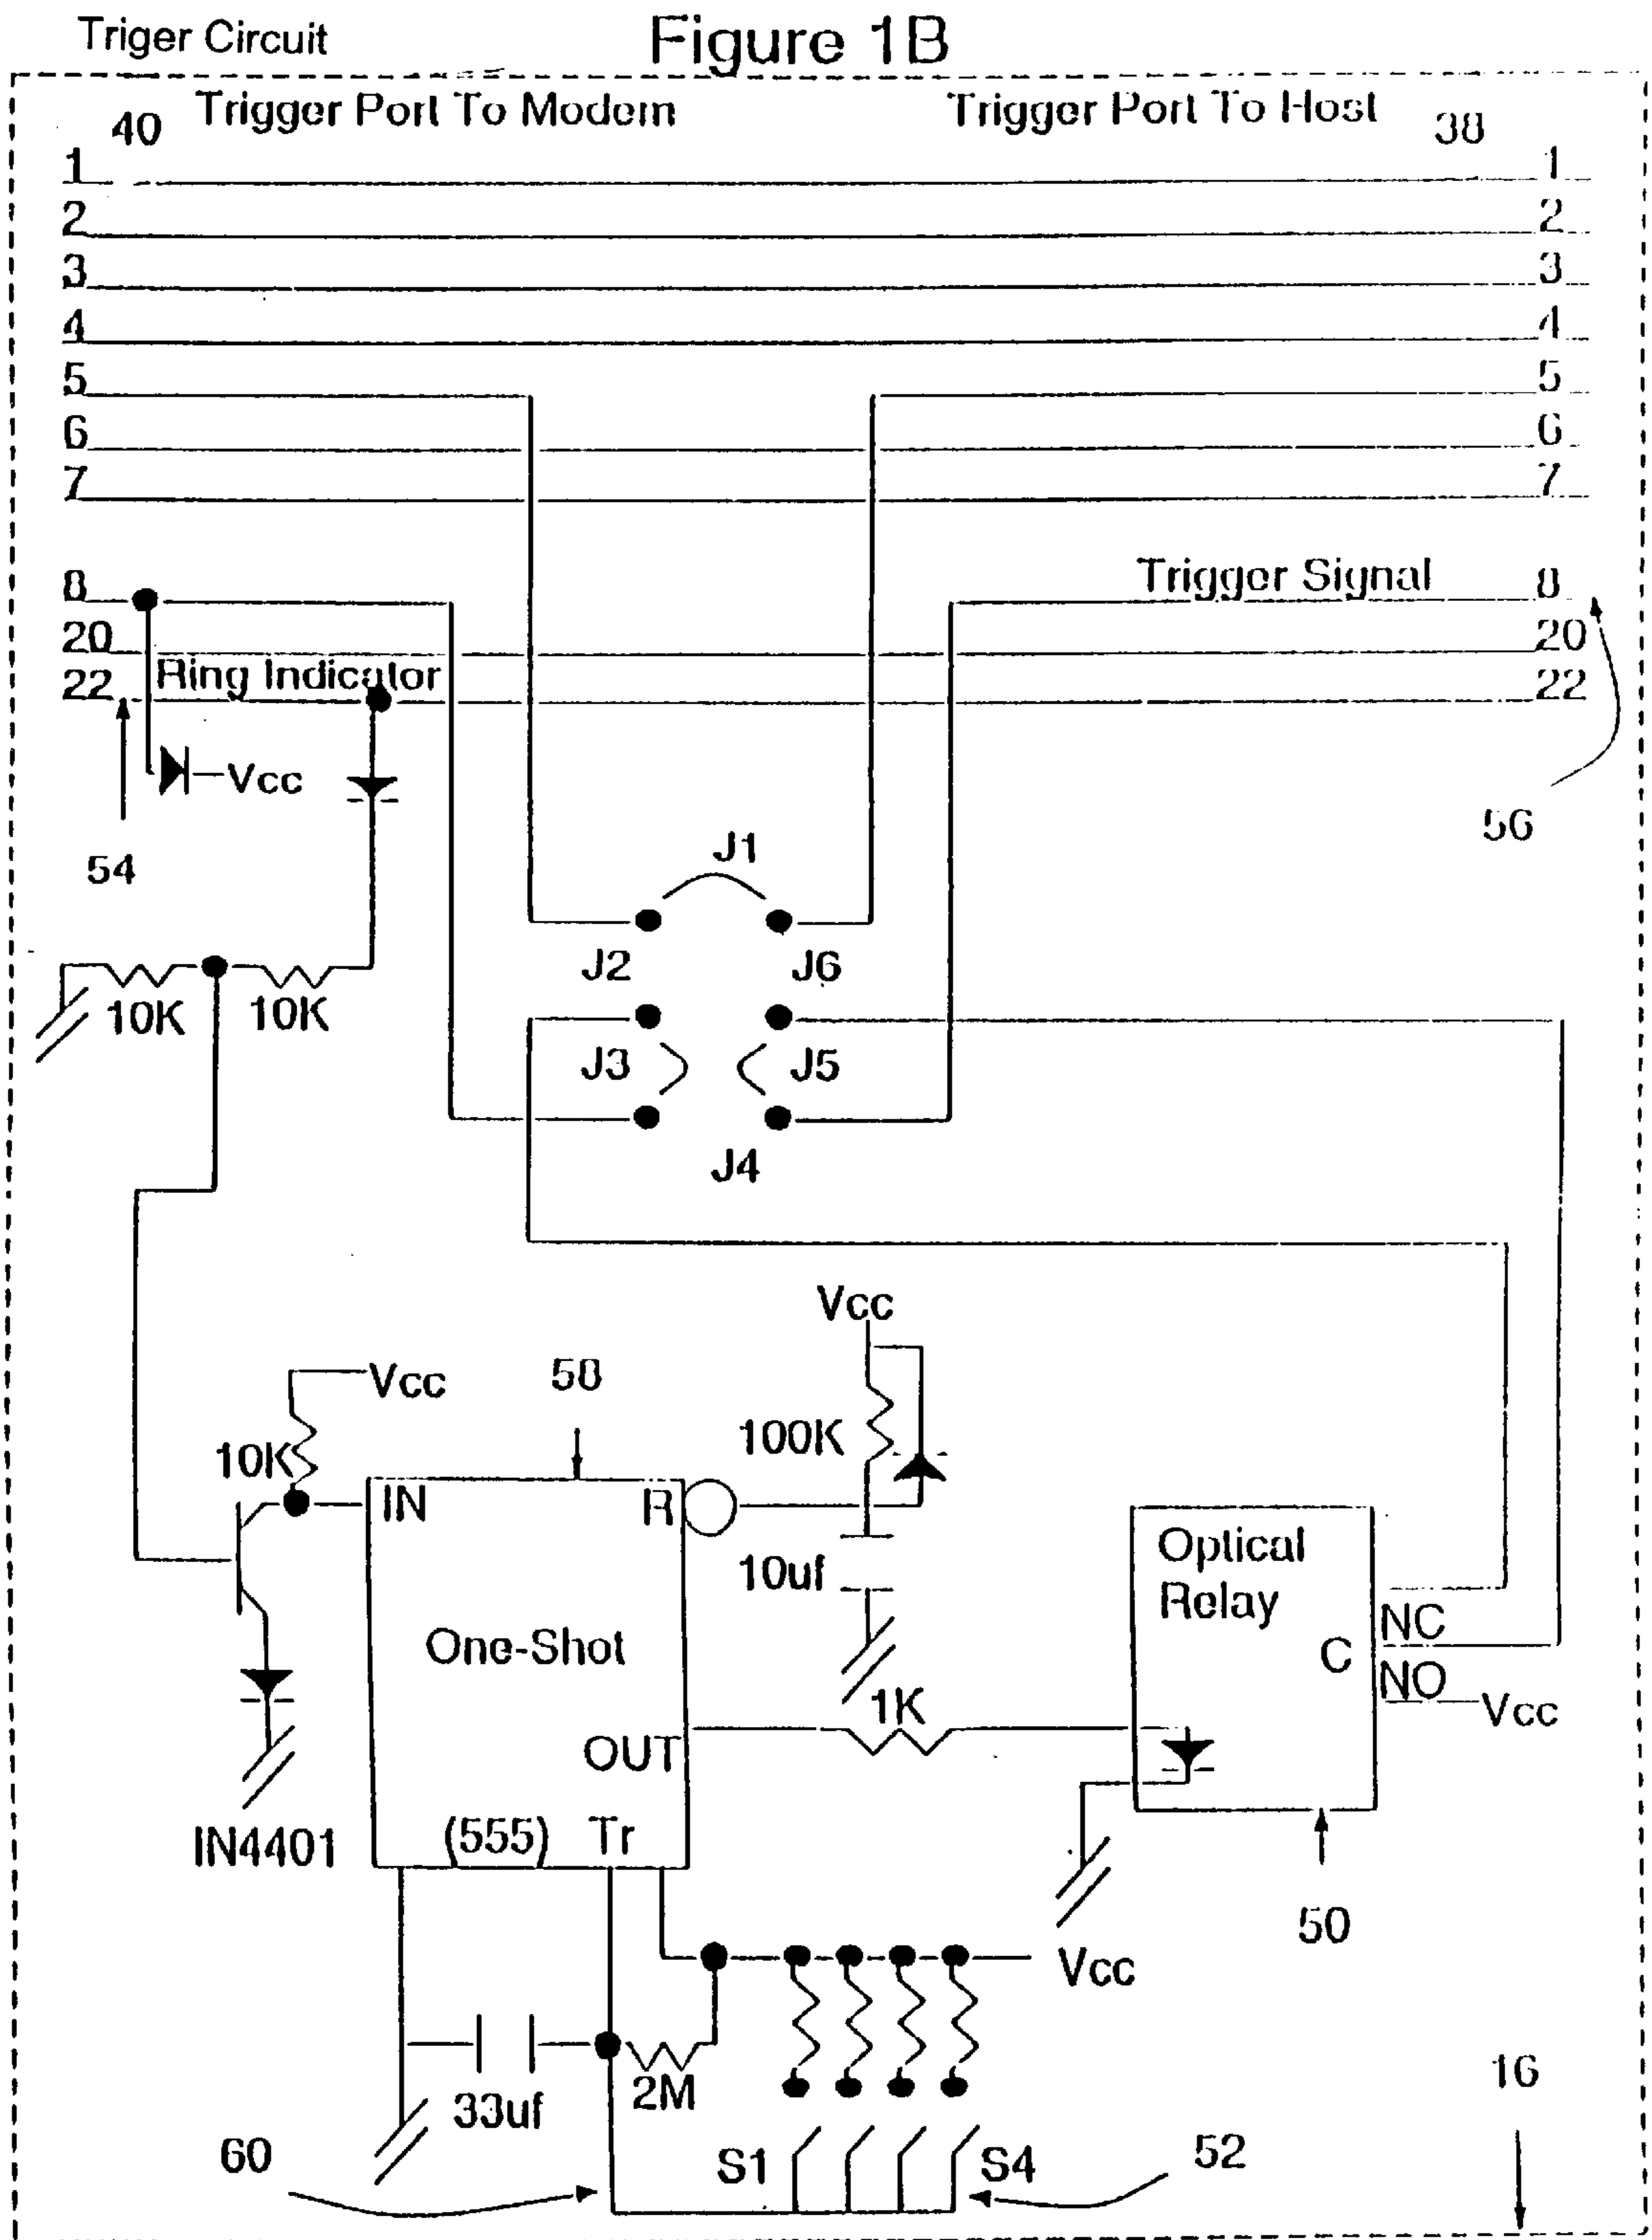 Triger Circuit
Figure 1B
Trigger Port To Modem
Trigger Port To Host
40
38
1
1
2
2
3
3
4
4
5
5
6
6
7
7
Trigger Signal
8
8
20
20
Ring Indicator
22
22
Vcc
54
56
J1
J2
J6
10K
10K
J3
J5
J4
Vcc
Vcc
58
10K
100K
IN
R
10uf
Optical
Relay
NC
C
NO
Vcc
One-Shot
1K
OUT
IN4401
(555)
Tr
50
Vcc
33uf
2M
16
60
S1
S4
52